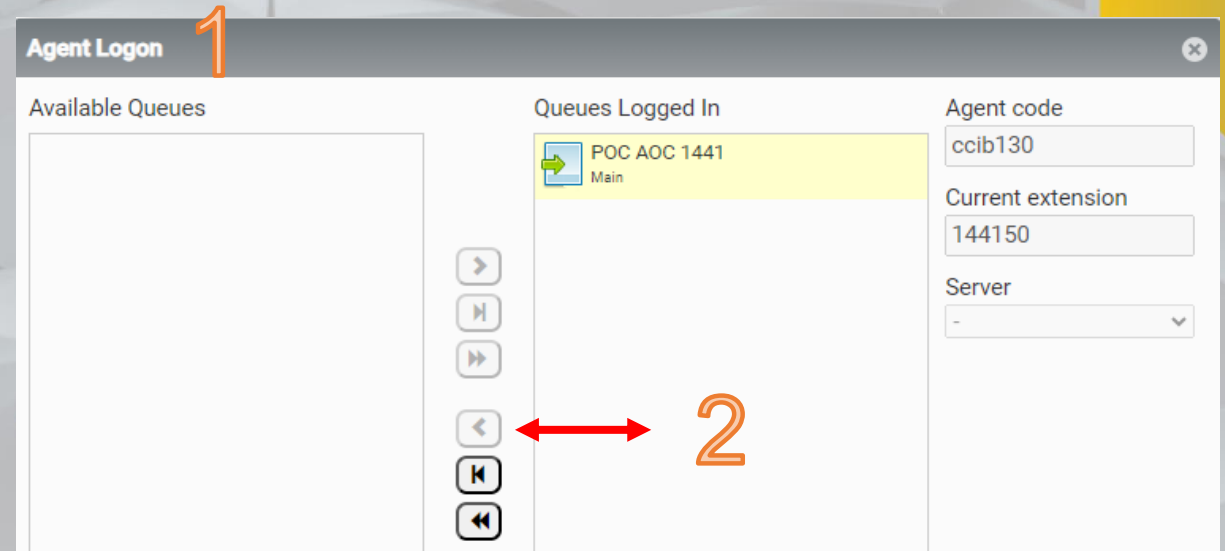 1
Agent Logon
Available Queues
Queues Logged In
POC AOC 1441
Main
Agent code
ccib130
Current extension
144150
Server
-
2